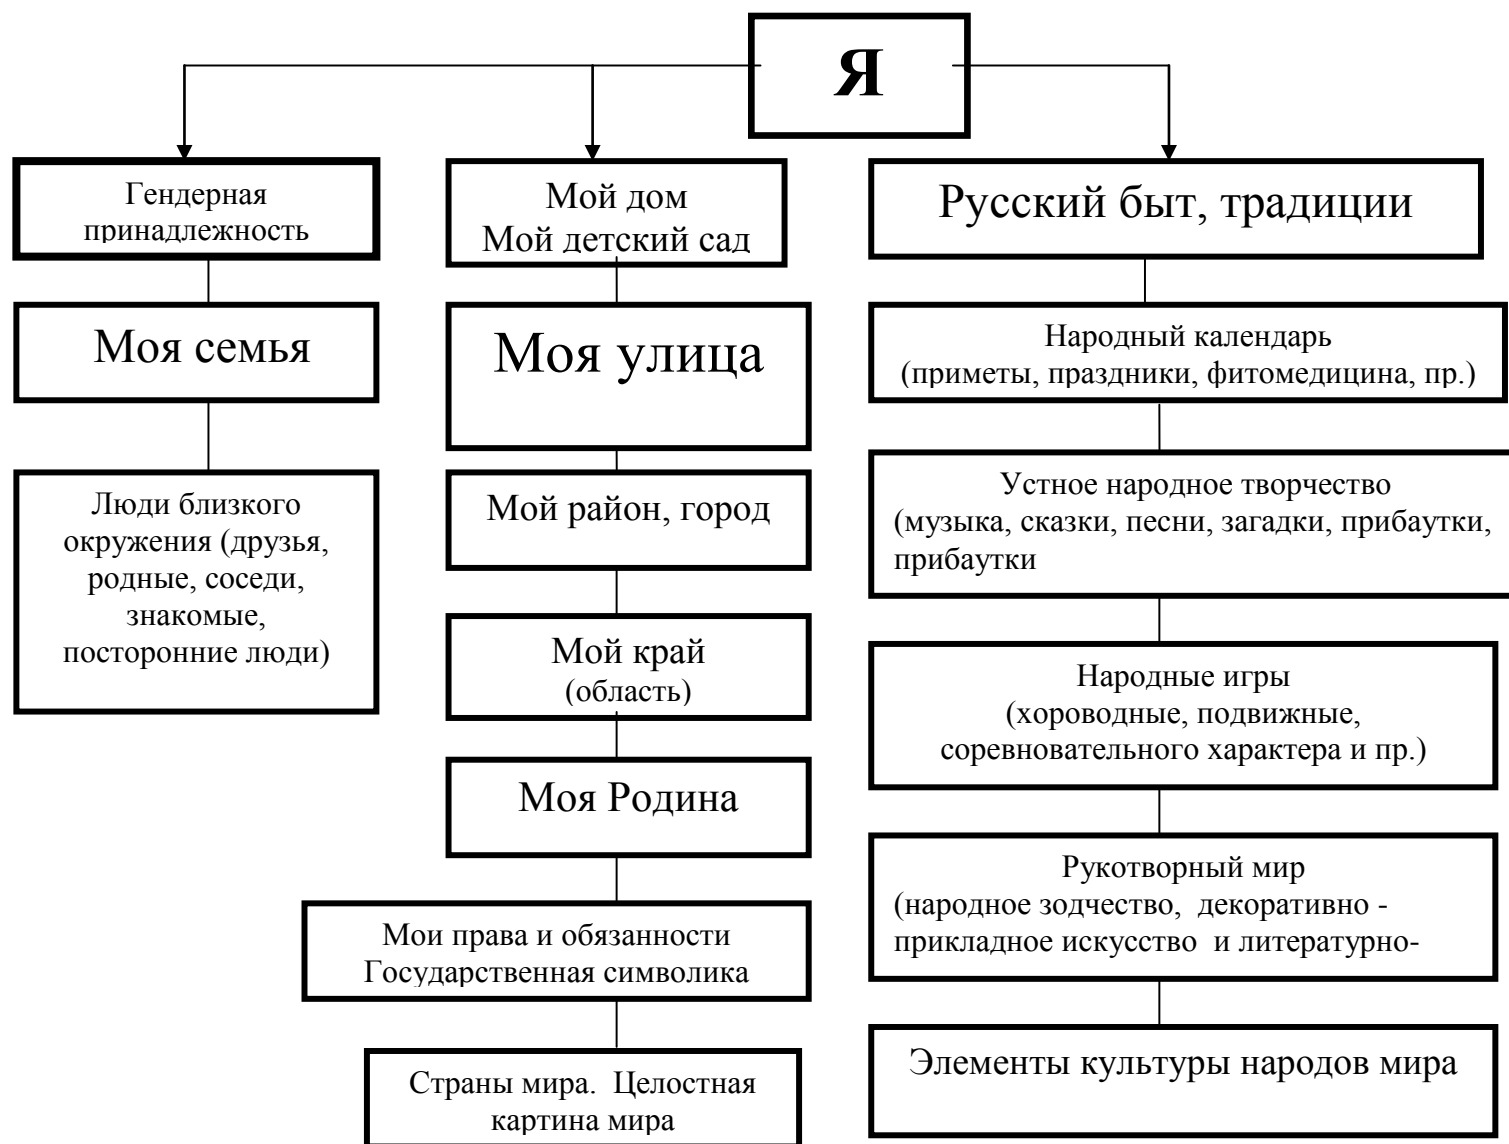 Я
Гендерная
принадлежность
Моя семья
Люди близкого
окружения (друзья,
родные, соседи,
знакомые,
посторонние люди)
Мой дом
Мой детский сад
Моя улица
Мой район, город
Мой край
(область)
Моя Родина
Мои права и обязанности
Государственная символика
Страны мира.  Целостная
картина мира
Русский быт, традиции
Народный календарь
(приметы, праздники, фитомедицина, пр.)
Устное народное творчество
(музыка, сказки, песни, загадки, прибаутки,
прибаутки
Народные игры
(хороводные, подвижные,
соревновательного характера и пр.)
Рукотворный мир
(народное зодчество,  декоративно -
прикладное искусство  и литературно-
Элементы культуры народов мира